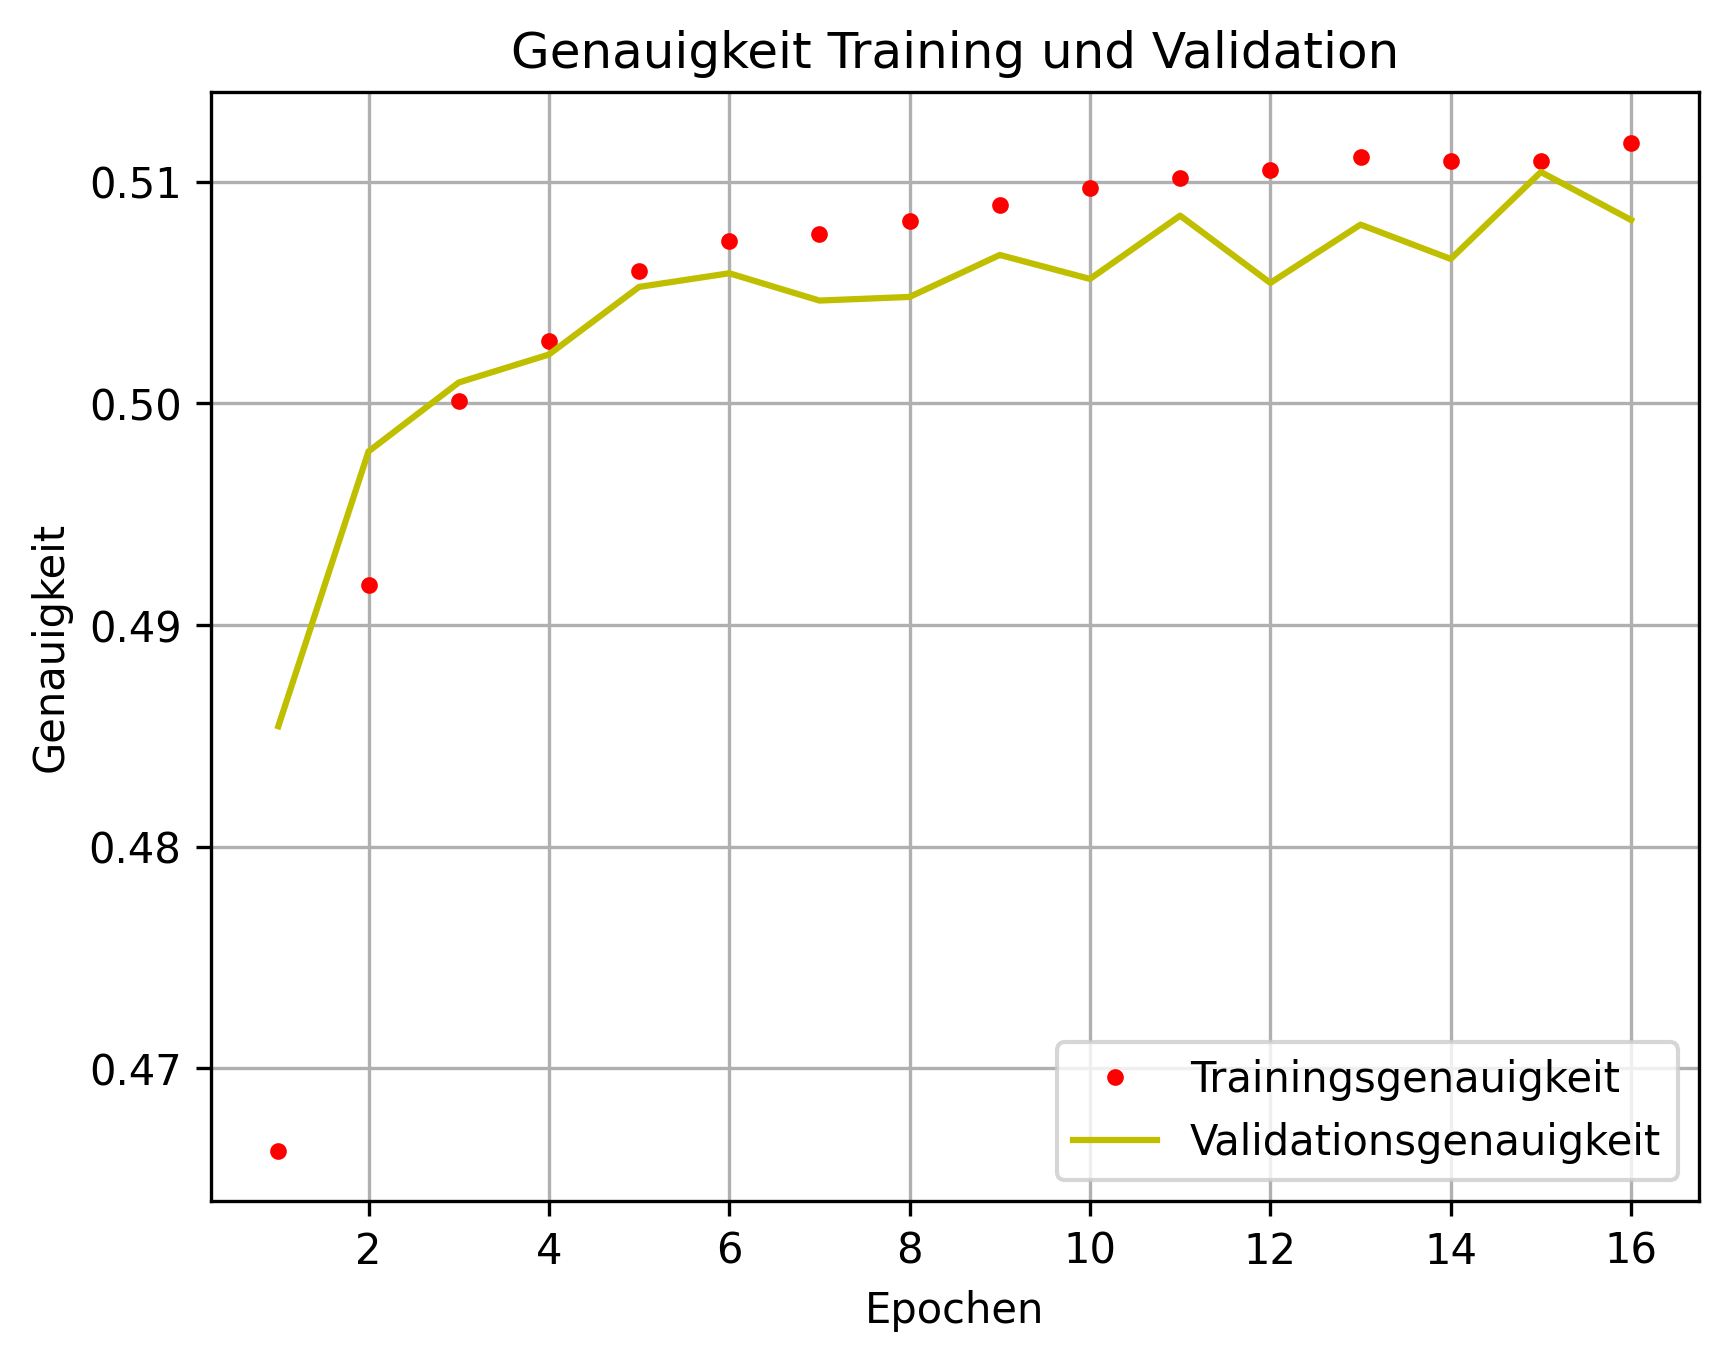 Genauigkeit Training und Validation
Genauigkeit
0.51
0.50
0.49
0.48
0.47
Trainingsgenauigkeit
Validationsgenauigkeit
2 4 6 8 10 12 14 16
Epochen